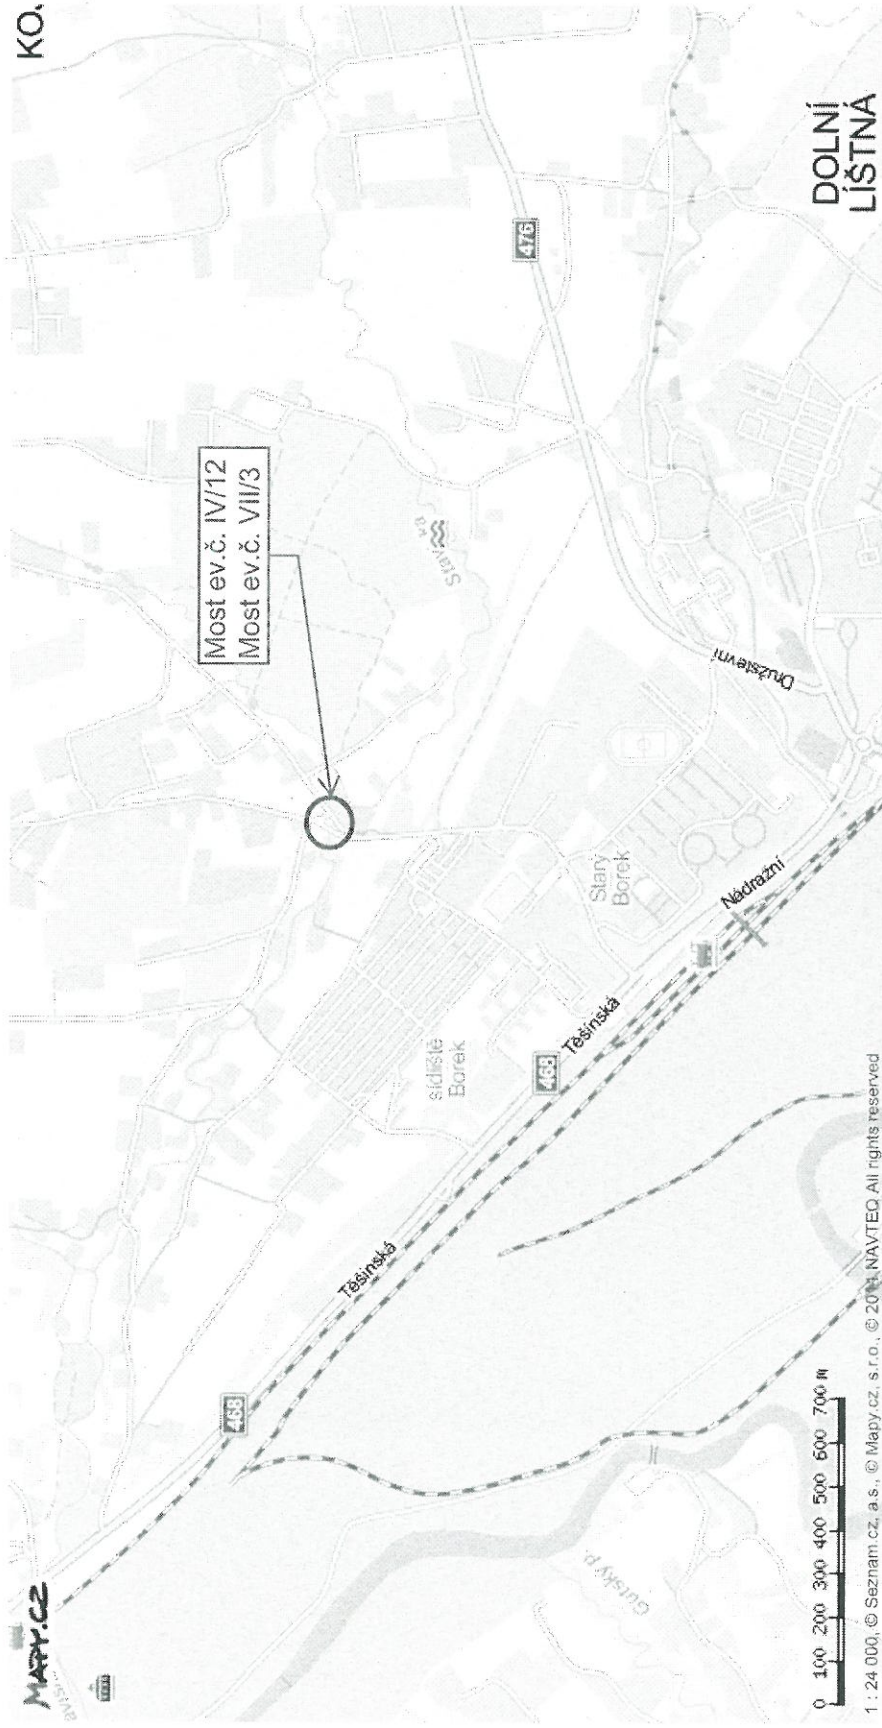 MAPY.CZ
KO.
468
Most ev.č. IV/12
Most ev.č. VII/3
Těšínská
sídliště
Borek
468
Těšínská
Starý
Borek
Nádražní
Družstevní
476
DOLNÍ
LÍŠTNÁ
0 100 200 300 400 500 600 700 m
1 : 24 000, © Seznam.cz, a.s., © Mapy.cz, s.r.o., © 2014 NAVTEQ All rights reserved